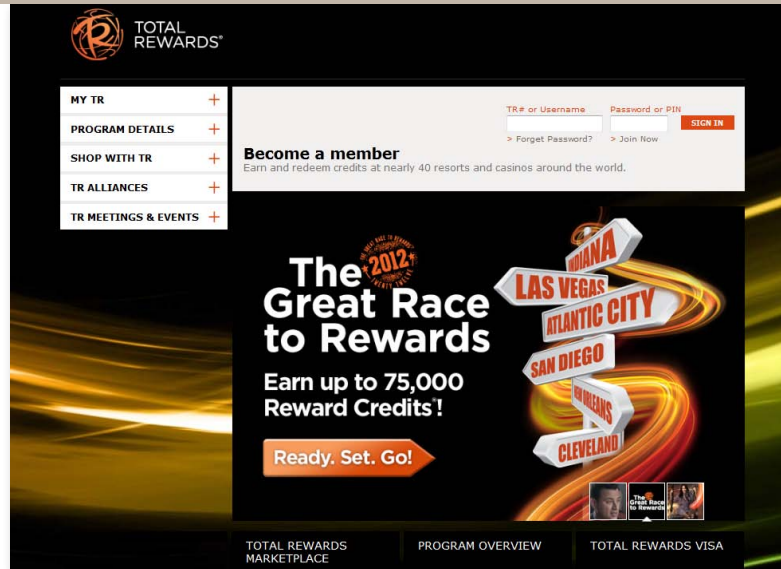 TOTAL
REWARDS®
MY TR
PROGRAM DETAILS
SHOP WITH TR
TR ALLIANCES
TR MEETINGS & EVENTS
TR# or Username
Password or PIN
SIGN IN
> Forget Password?
> Join Now
Become a member
Earn and redeem credits at nearly 40 resorts and casinos around the world.
2012
The
Great Race
to Rewards
Earn up to 75,000
Reward Credits®!
Ready. Set. Go!
INDIANA
LAS VEGAS
ATLANTIC CITY
SAN DIEGO
NEW ORLEANS
CLEVELAND
The
Great Race
to Rewards
TOTAL REWARDS
MARKETPLACE
PROGRAM OVERVIEW
TOTAL REWARDS VISA